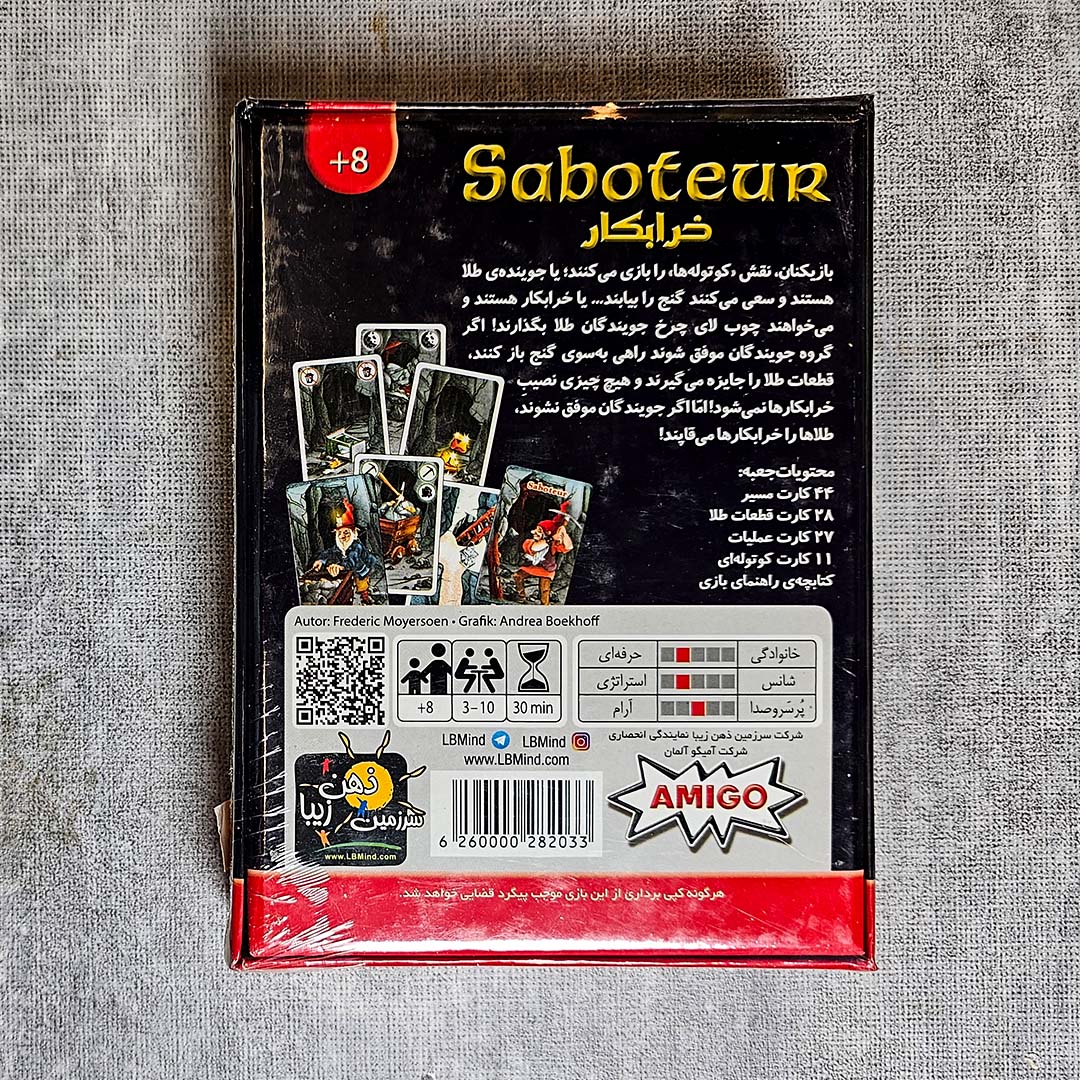 +8
Saboteur
خرابکار
بازیکنان، نقش «کوتوله‌ها» را بازی می‌کنند؛ یا جوینده‌ی طلا
هستند و سعی می‌کنند گنج را بیابند... یا خرابکار هستند و
می‌خواهند چوب لای چرخ جویندگان طلا بگذارند! اگر
گروه جویندگان موفق شوند راهی به‌سوی گنج باز کنند،
قطعات طلا را جایزه می‌گیرند و هیچ چیزی نصیبِ
خرابکارها نمی‌شود! امّا اگر جویندگان موفق نشوند،
طلاها را خرابکارها می‌قاپند!
محتویات جعبه:
۴۴ کارت مسیر
۲۸ کارت قطعات طلا
۲۷ کارت عملیات
۱۱ کارت کوتوله‌ای
کتابچه‌ی راهنمای بازی
Saboteur
Autor: Frederic Moyersoen • Grafik: Andrea Boekhoff
+8
3–10
30 min
خانوادگی حرفه‌ای
شانس استراتژی
پُرسَروصدا آرام
شرکت سرزمین ذهن زیبا نمایندگی انحصاری
شرکت آمیگو آلمان
LBMind LBMind
www.LBMind.com
AMIGO
سرزمین ذهن زیبا
www.LBMind.com
6 260000 282033
هرگونه کپی برداری از این بازی موجب پیگرد قضایی خواهد شد.